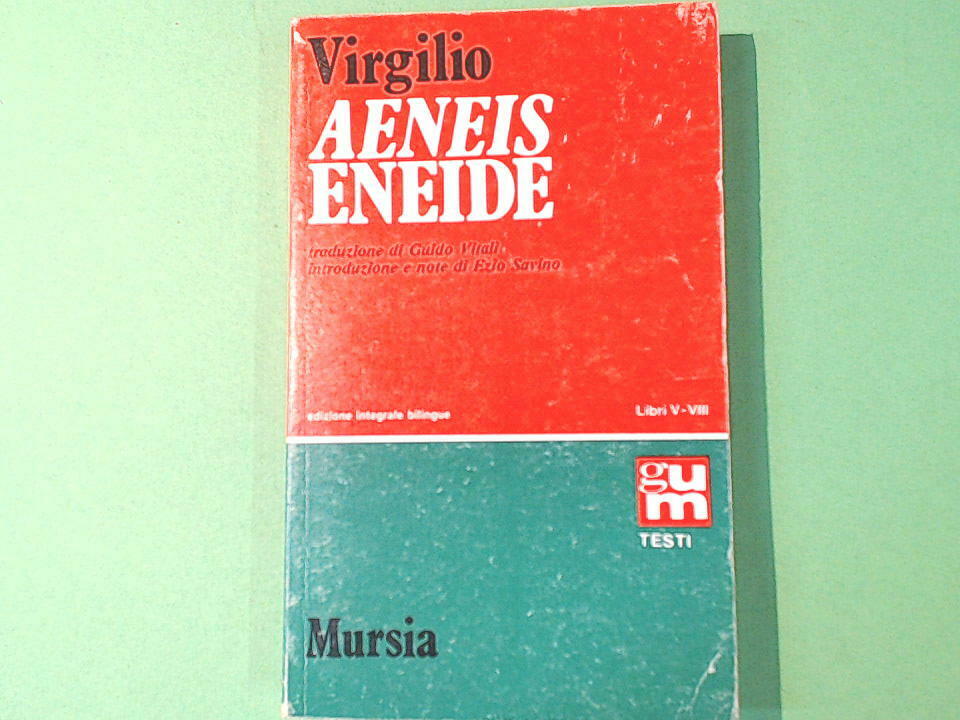 Virgilio
AENEIS
ENEIDE
traduzione di Guido Vitali
introduzione e note di Ezio Savino
edizione integrale bilingue
Libri V-VIII
gum
TESTI
Mursia